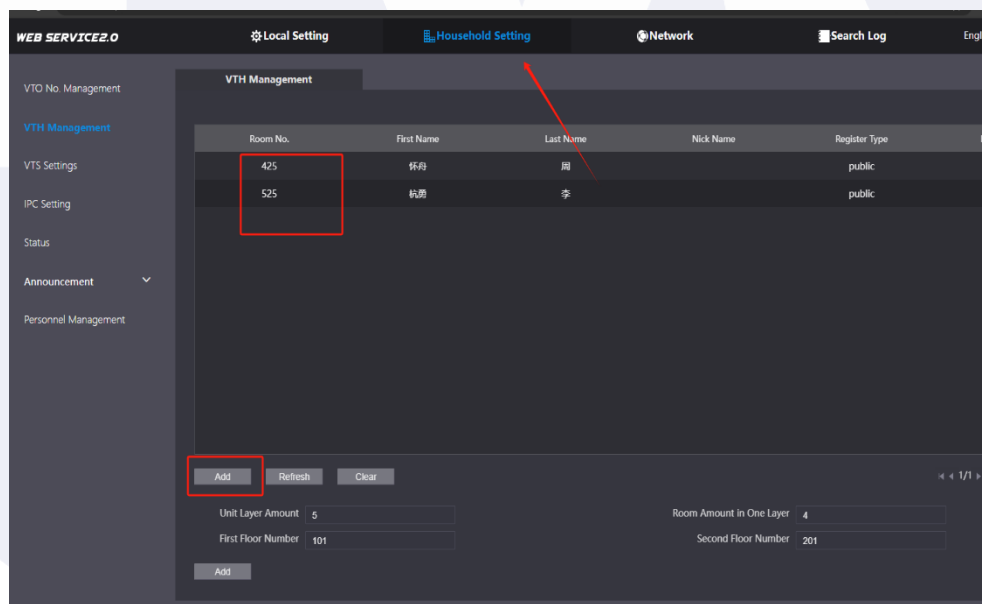 WEB SERVICE2.0 Local Setting Household Setting Network Search Log Engl
VTO No. Management
VTH Management
VTS Settings
IPC Setting
Status
Announcement
Personnel Management
VTH Management
Room No. First Name Last Name Nick Name Register Type
425 怀舟 周 public
525 杭勇 李 public
Add Refresh Clear 1/1
Unit Layer Amount 5 Room Amount in One Layer 4
First Floor Number 101 Second Floor Number 201
Add